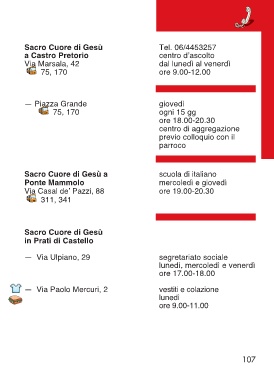 Sacro Cuore di Gesù
a Castro Pretorio
Via Marsala, 42
75, 170
Tel. 06/4453257
centro d'ascolto
dal lunedì al venerdì
ore 9.00-12.00
— Piazza Grande
75, 170
giovedì
ogni 15 gg
ore 18.00-20.30
centro di aggregazione
previo colloquio con il
parroco
Sacro Cuore di Gesù a
Ponte Mammolo
Via Casal de' Pazzi, 88
311, 341
scuola di italiano
mercoledì e giovedì
ore 19.00-20.30
Sacro Cuore di Gesù
in Prati di Castello
— Via Ulpiano, 29
segretariato sociale
lunedì, mercoledì e venerdì
ore 17.00-18.00
— Via Paolo Mercuri, 2
vestiti e colazione
lunedì
ore 9.00-11.00
107